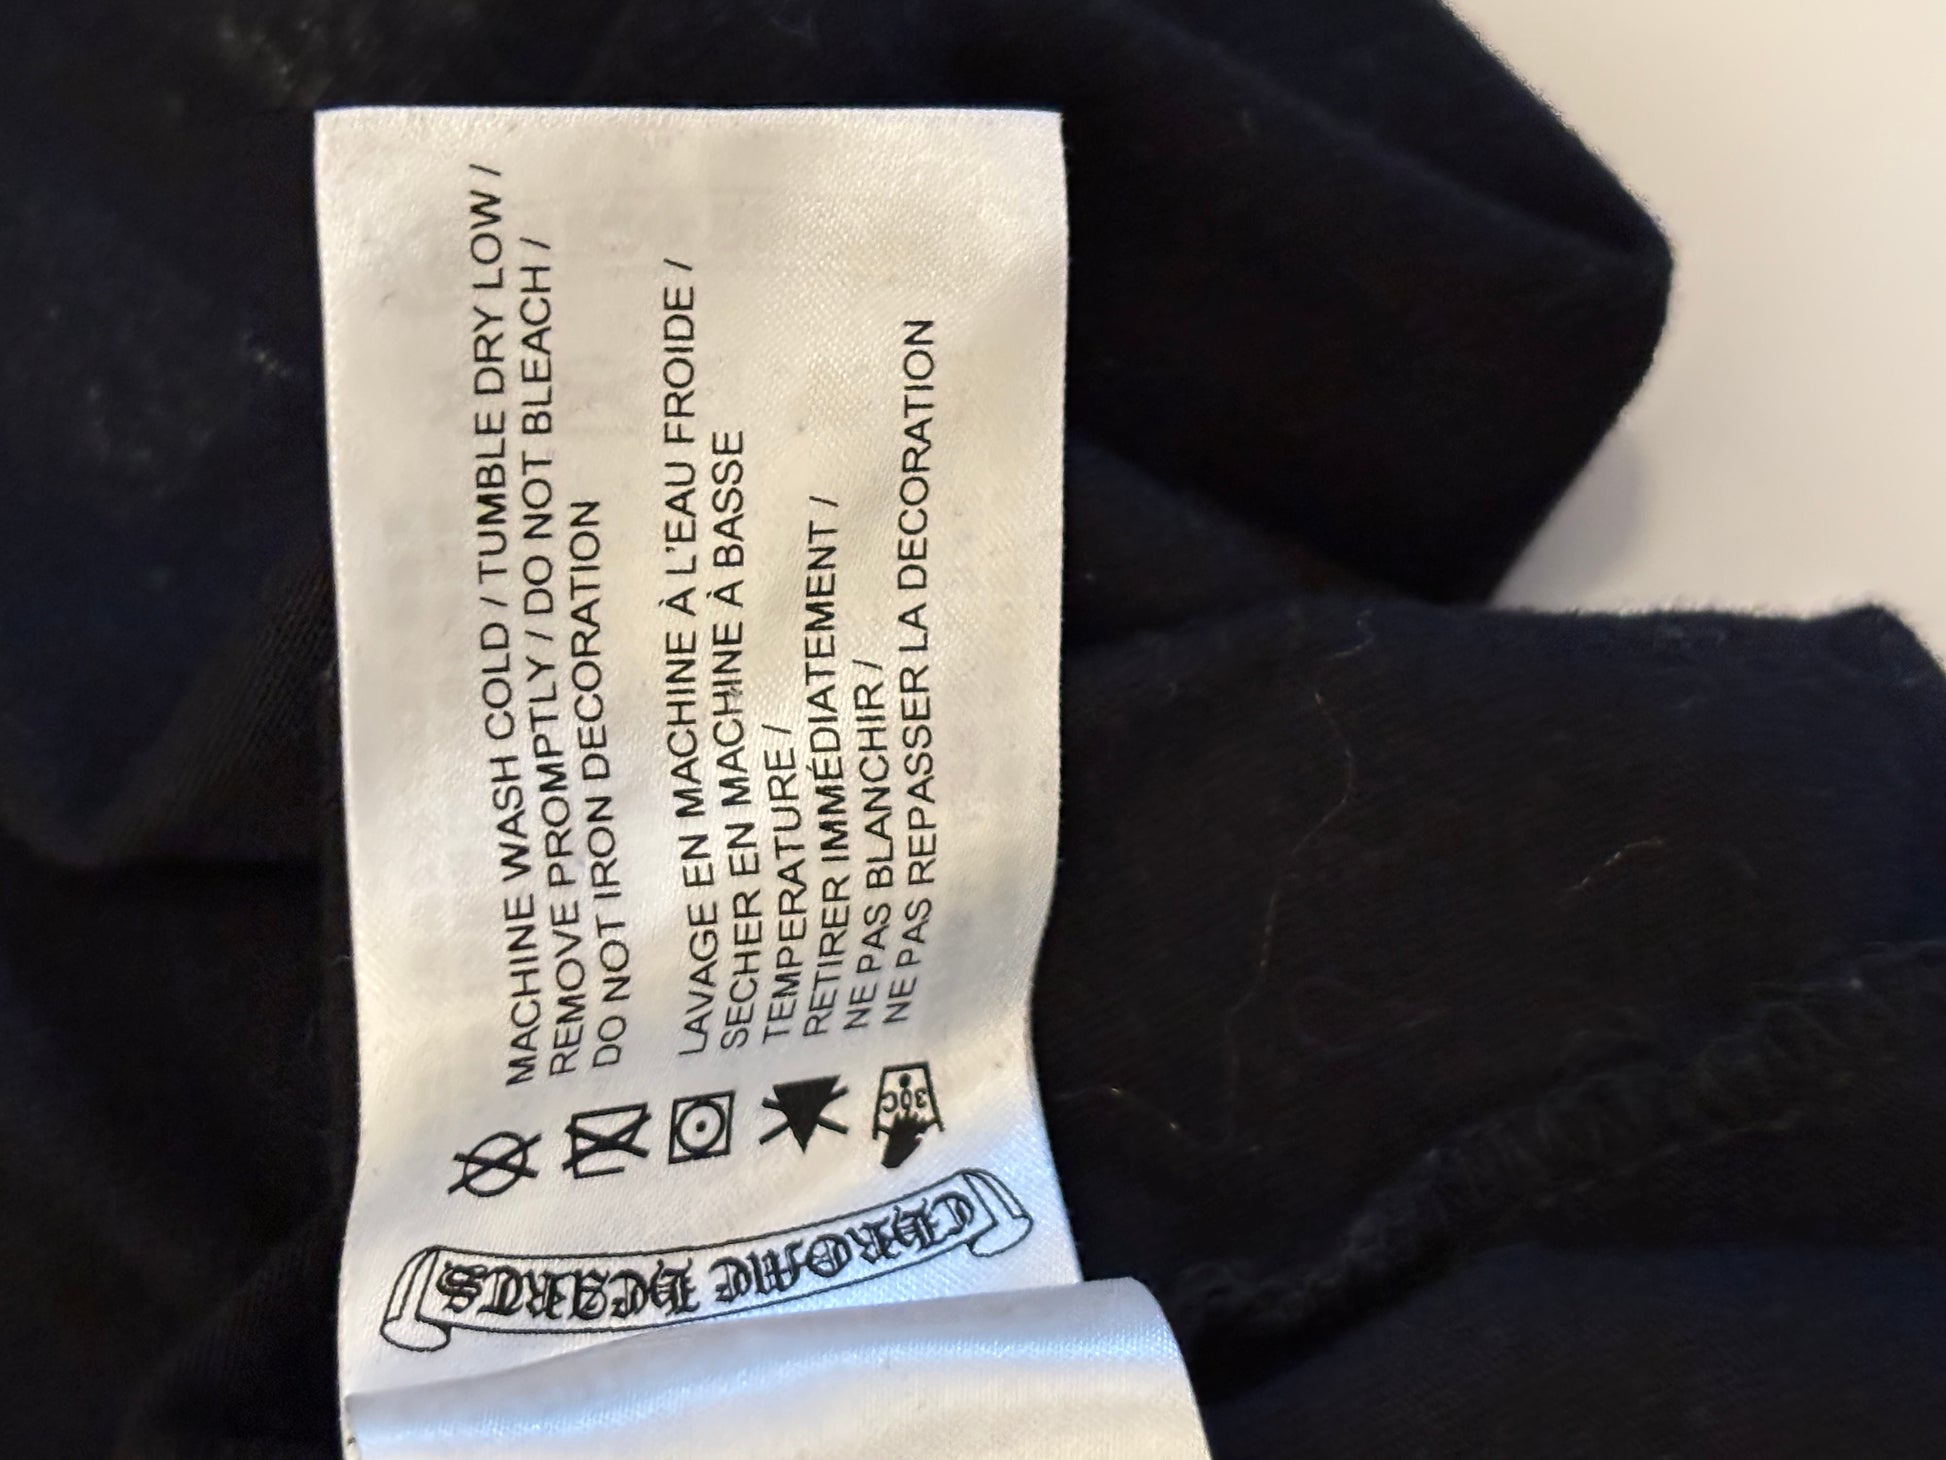 MACHINE WASH COLD / TUMBLE DRY LOW /
REMOVE PROMPTLY / DO NOT BLEACH /
DO NOT IRON DECORATION
LAVAGE EN MACHINE À L'EAU FROIDE /
SECHER EN MACHINE À BASSE
TEMPERATURE /
RETIRER IMMÉDIATEMENT /
NE PAS BLANCHIR /
NE PAS REPASSER LA DECORATION
30C
CHROME HEARTS